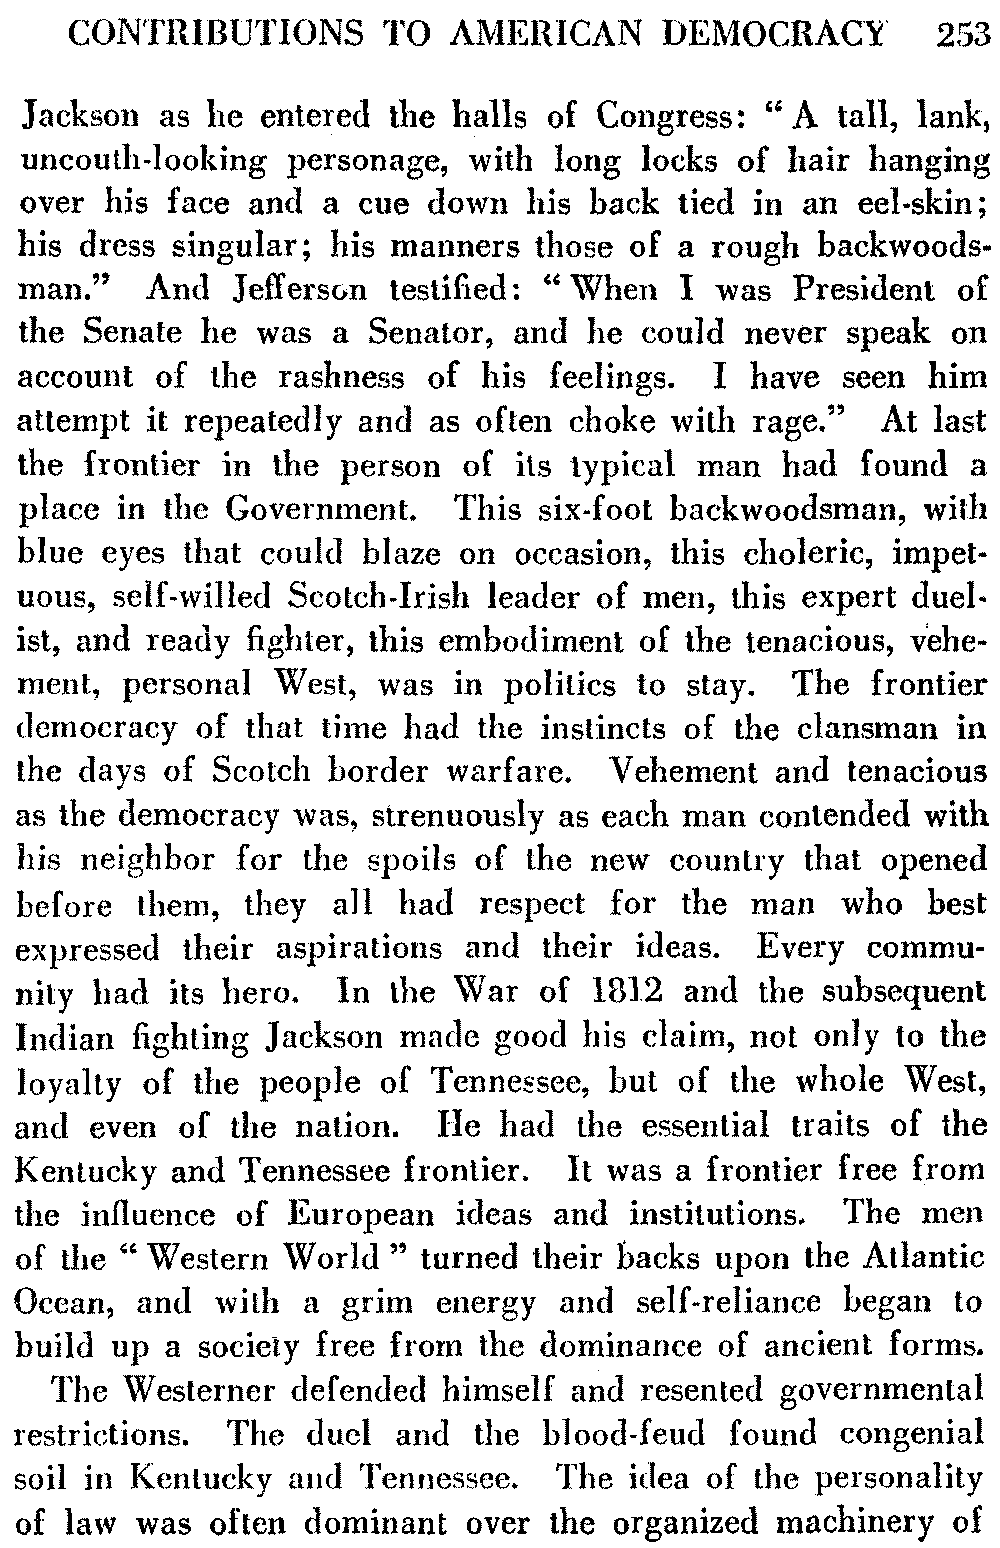 CONTRIBUTIONS TO AMERICAN DEMOCRACY 253
Jackson as he entered the halls of Congress: “ A tall, lank,
uncouth-looking personage, with long locks of hair hanging
over his face and a cue down his back tied in an eel-skin;
his dress singular; his manners those of a rough backwoods-
man.” And Jefferson testified: “ When I was President of
the Senate he was a Senator, and he could never speak on
account of the rashness of his feelings. I have seen him
attempt it repeatedly and as often choke with rage.” At last
the frontier in the person of its typical man had found a
place in the Government. This six-foot backwoodsman, with
blue eyes that could blaze on occasion, this choleric, impet-
uous, self-willed Scotch-Irish leader of men, this expert duel-
ist, and ready fighter, this embodiment of the tenacious, vehe-
ment, personal West, was in politics to stay. The frontier
democracy of that time had the instincts of the clansman in
the days of Scotch border warfare. Vehement and tenacious
as the democracy was, strenuously as each man contended with
his neighbor for the spoils of the new country that opened
before them, they all had respect for the man who best
expressed their aspirations and their ideas. Every commu-
nity had its hero. In the War of 1812 and the subsequent
Indian fighting Jackson made good his claim, not only to the
loyalty of the people of Tennessee, but of the whole West,
and even of the nation. He had the essential traits of the
Kentucky and Tennessee frontier. It was a frontier free from
the influence of European ideas and institutions. The men
of the “ Western World ” turned their backs upon the Atlantic
Ocean, and with a grim energy and self-reliance began to
build up a society free from the dominance of ancient forms.
The Westerner defended himself and resented governmental
restrictions. The duel and the blood-feud found congenial
soil in Kentucky and Tennessee. The idea of the personality
of law was often dominant over the organized machinery of